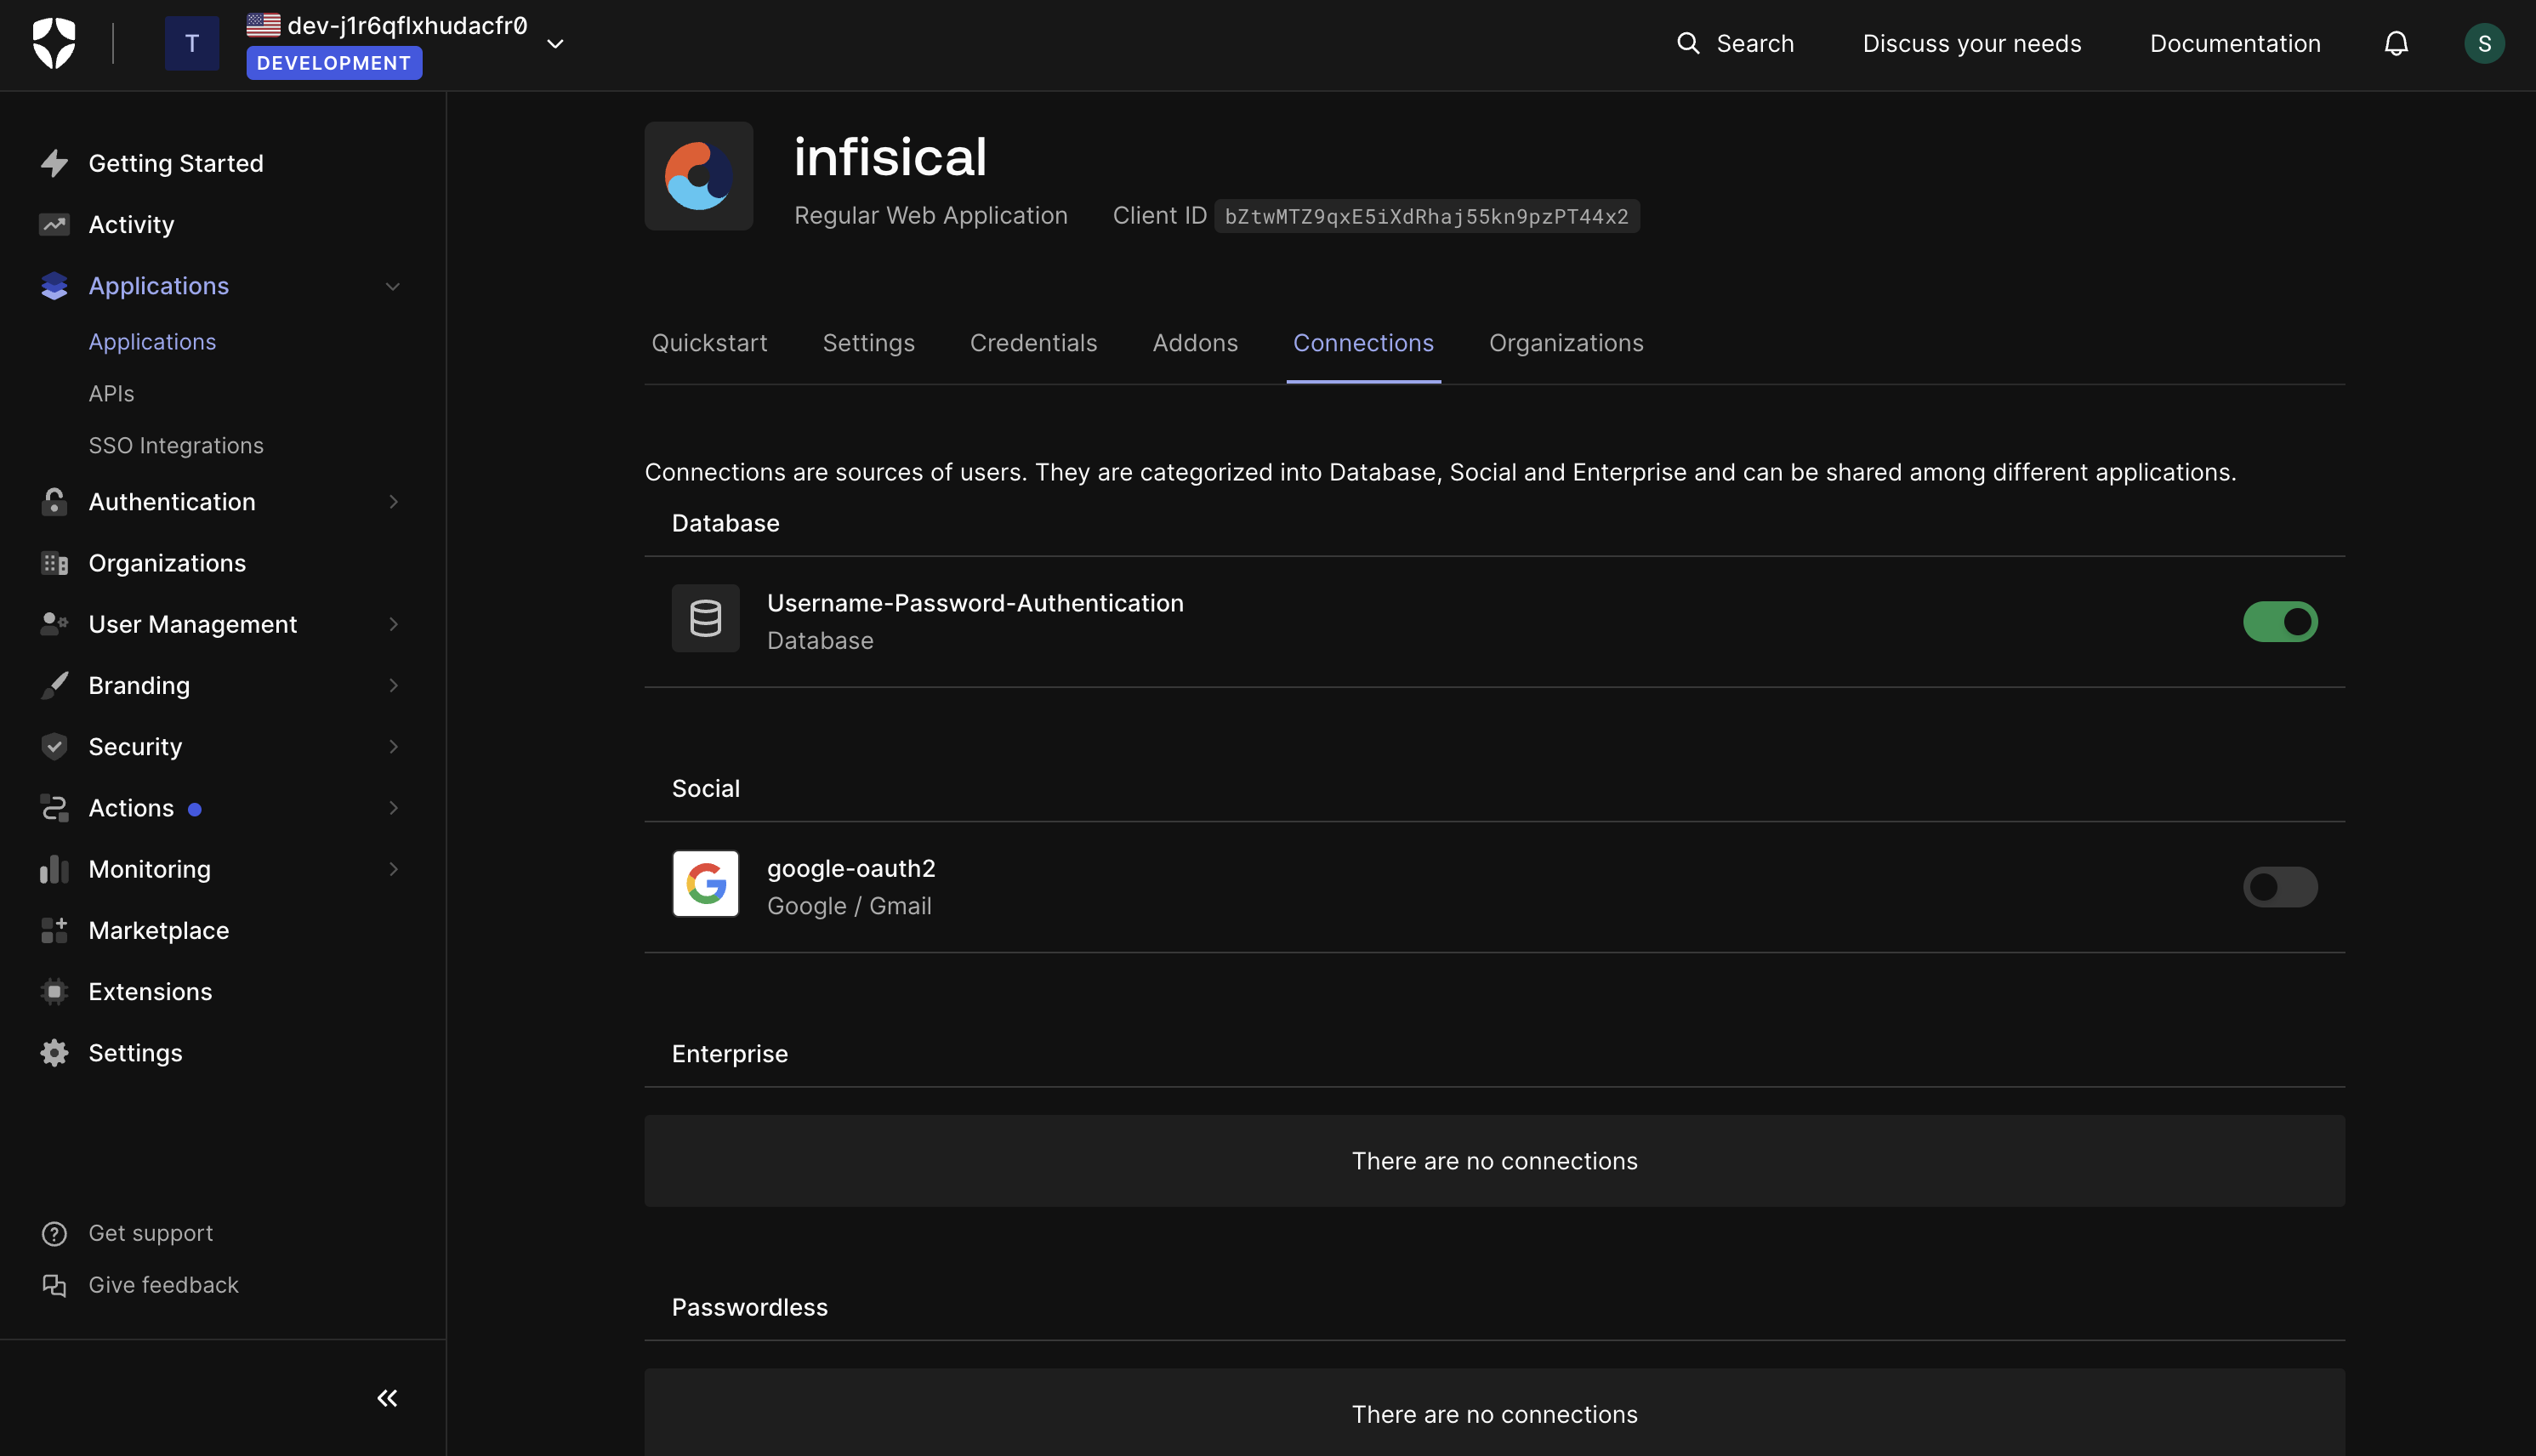 T
dev-j1r6qflxhudacfr0
DEVELOPMENT
Search
Discuss your needs
Documentation
S
Getting Started
Activity
Applications
Applications
APIs
SSO Integrations
Authentication
Organizations
User Management
Branding
Security
Actions
Monitoring
Marketplace
Extensions
Settings
Get support
Give feedback
infisical
Regular Web Application Client ID bZtwMTZ9qxE5iXdRhaj55kn9pzPT44x2
Quickstart Settings Credentials Addons Connections Organizations
Connections are sources of users. They are categorized into Database, Social and Enterprise and can be shared among different applications.
Database
Username-Password-Authentication
Database
Social
google-oauth2
Google / Gmail
Enterprise
There are no connections
Passwordless
There are no connections